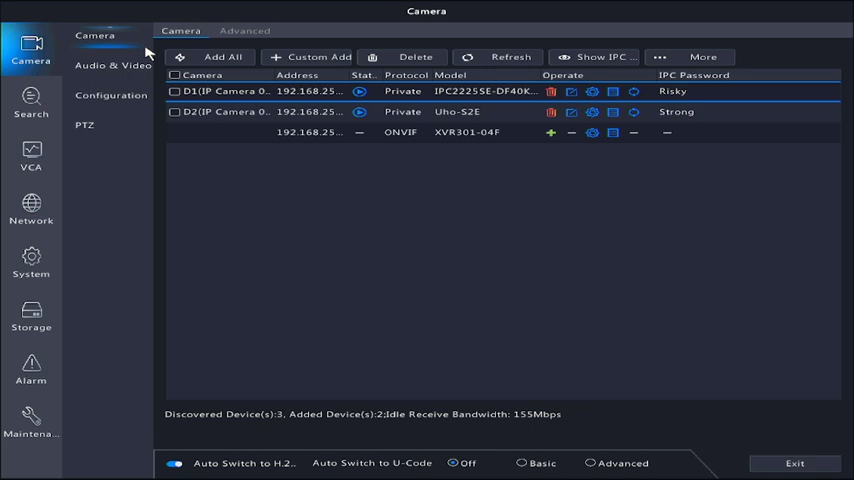 Camera
Camera
Search
VCA
Network
System
Storage
Alarm
Maintena...
Camera
Audio & Video
Configuration
PTZ
Camera Advanced
Add All Custom Add Delete Refresh Show IPC ... More
Camera Address Stat.. Protocol Model Operate IPC Password
D1(IP Camera 0.. 192.168.25... Private IPC2225SE-DF40K... Risky
D2(IP Camera 0.. 192.168.25... Private Uho-S2E Strong
192.168.25... — ONVIF XVR301-04F — — —
Discovered Device(s):3, Added Device(s):2;Idle Receive Bandwidth: 155Mbps
Auto Switch to H.2.. Auto Switch to U-Code Off Basic Advanced Exit